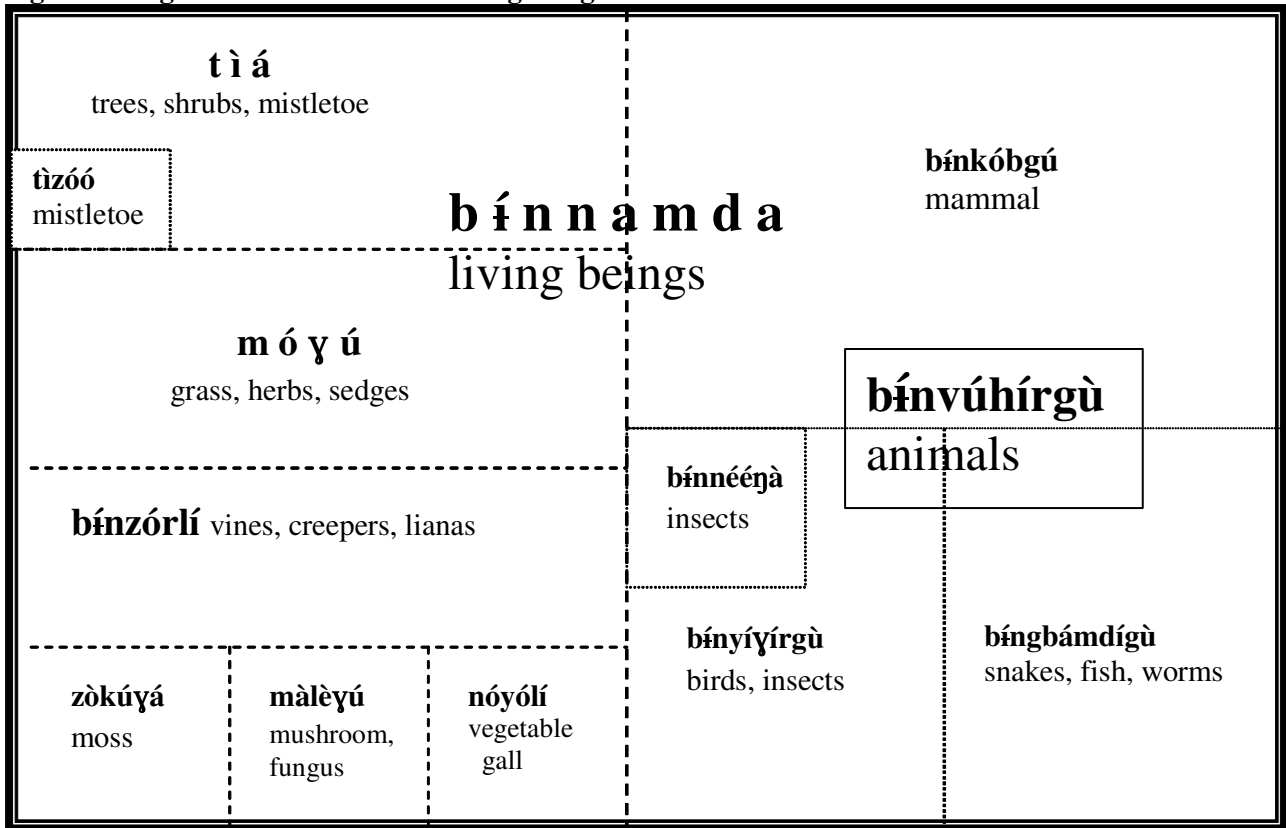 t ì á
trees, shrubs, mistletoe
tìzóó
mistletoe
b ɨ́ n n a m d a
living beings
bɨ́nkóbgú
mammal
m ó ɣ ú
grass, herbs, sedges
bɨ́nvúhírgù
animals
bɨ́nnééŋà
insects
bɨ́nzórlí vines, creepers, lianas
bɨ́nyíɣírgù
birds, insects
bɨ́ngbámdígù
snakes, fish, worms
zòkúɣá
moss
màlèɣú
mushroom,
fungus
nóyólí
vegetable
gall